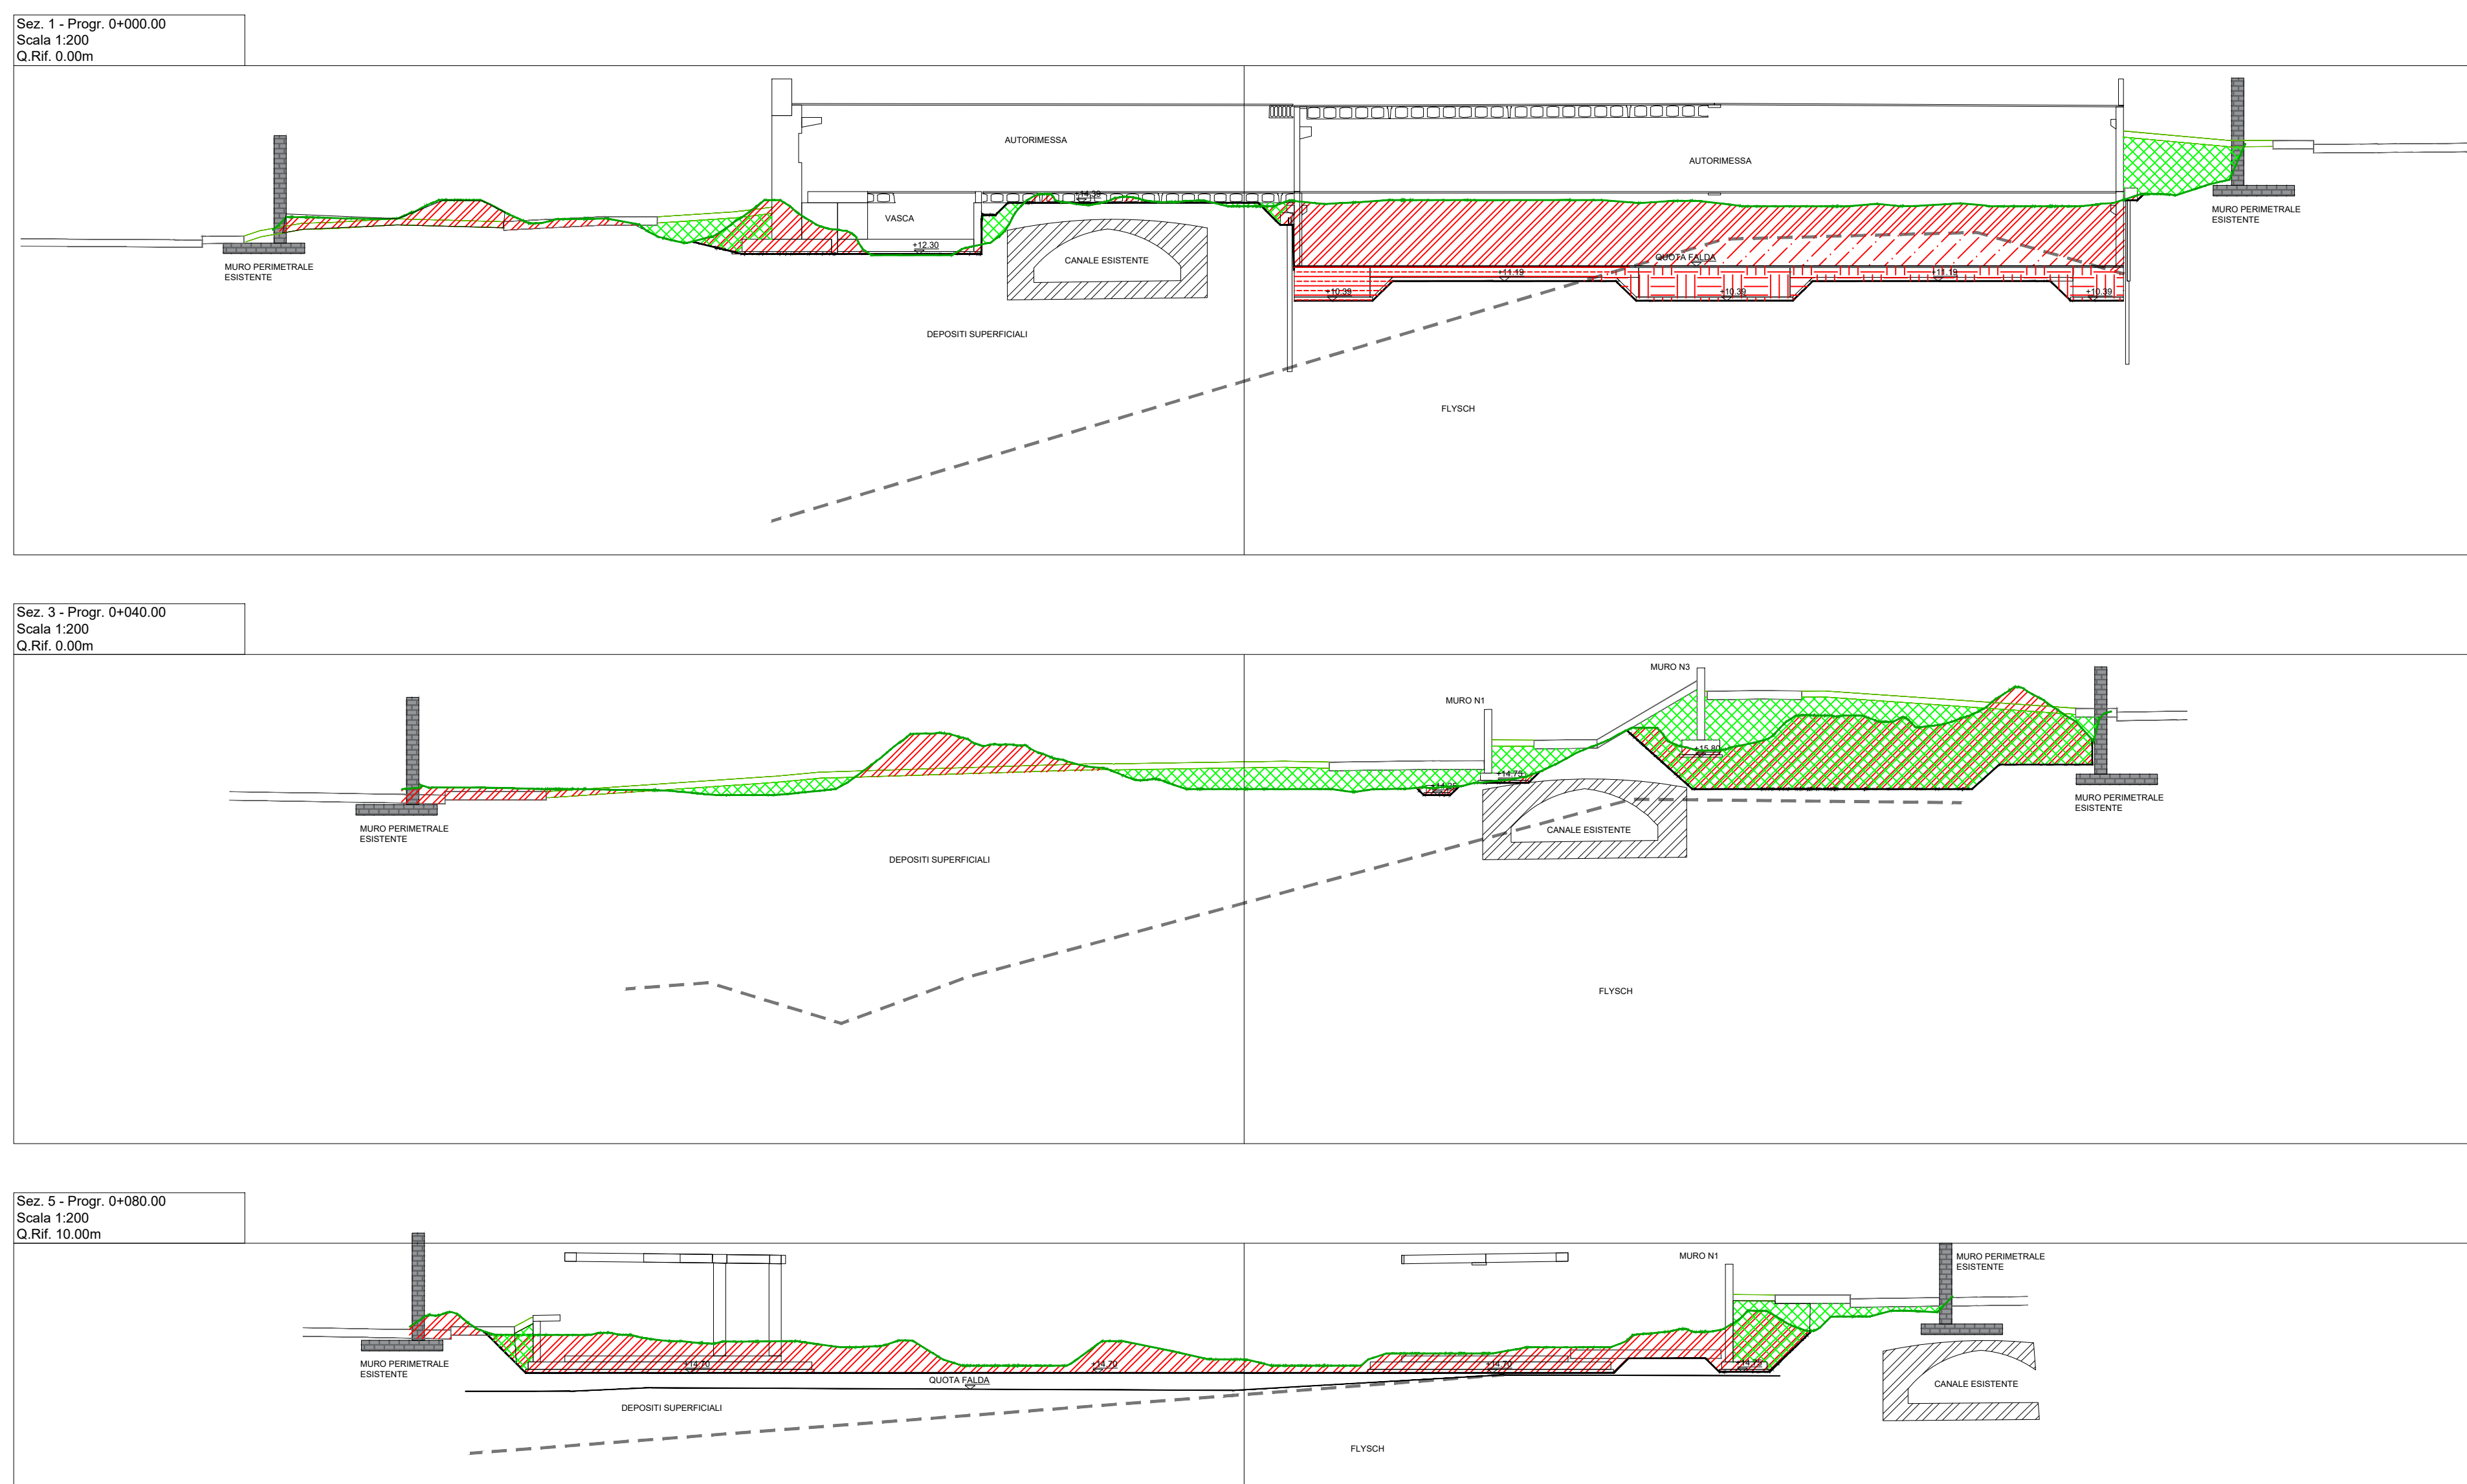 Sez. 1 - Progr. 0+000.00
Scala 1:200
Q.Rif. 0.00m
AUTORIMESSA
AUTORIMESSA
+14.39
VASCA
MURO PERIMETRALE
ESISTENTE
+12.30
CANALE ESISTENTE
MURO PERIMETRALE
ESISTENTE
QUOTA FALDA
+11.19
+11.19
+10.39
+10.39
+10.39
DEPOSITI SUPERFICIALI
FLYSCH
Sez. 3 - Progr. 0+040.00
Scala 1:200
Q.Rif. 0.00m
MURO N3
MURO N1
+15.80
+14.75
MURO PERIMETRALE
ESISTENTE
CANALE ESISTENTE
MURO PERIMETRALE
ESISTENTE
DEPOSITI SUPERFICIALI
FLYSCH
Sez. 5 - Progr. 0+080.00
Scala 1:200
Q.Rif. 10.00m
MURO N1
MURO PERIMETRALE
ESISTENTE
MURO PERIMETRALE
ESISTENTE
+14.70
+14.70
+14.70
+14.75
QUOTA FALDA
CANALE ESISTENTE
DEPOSITI SUPERFICIALI
FLYSCH